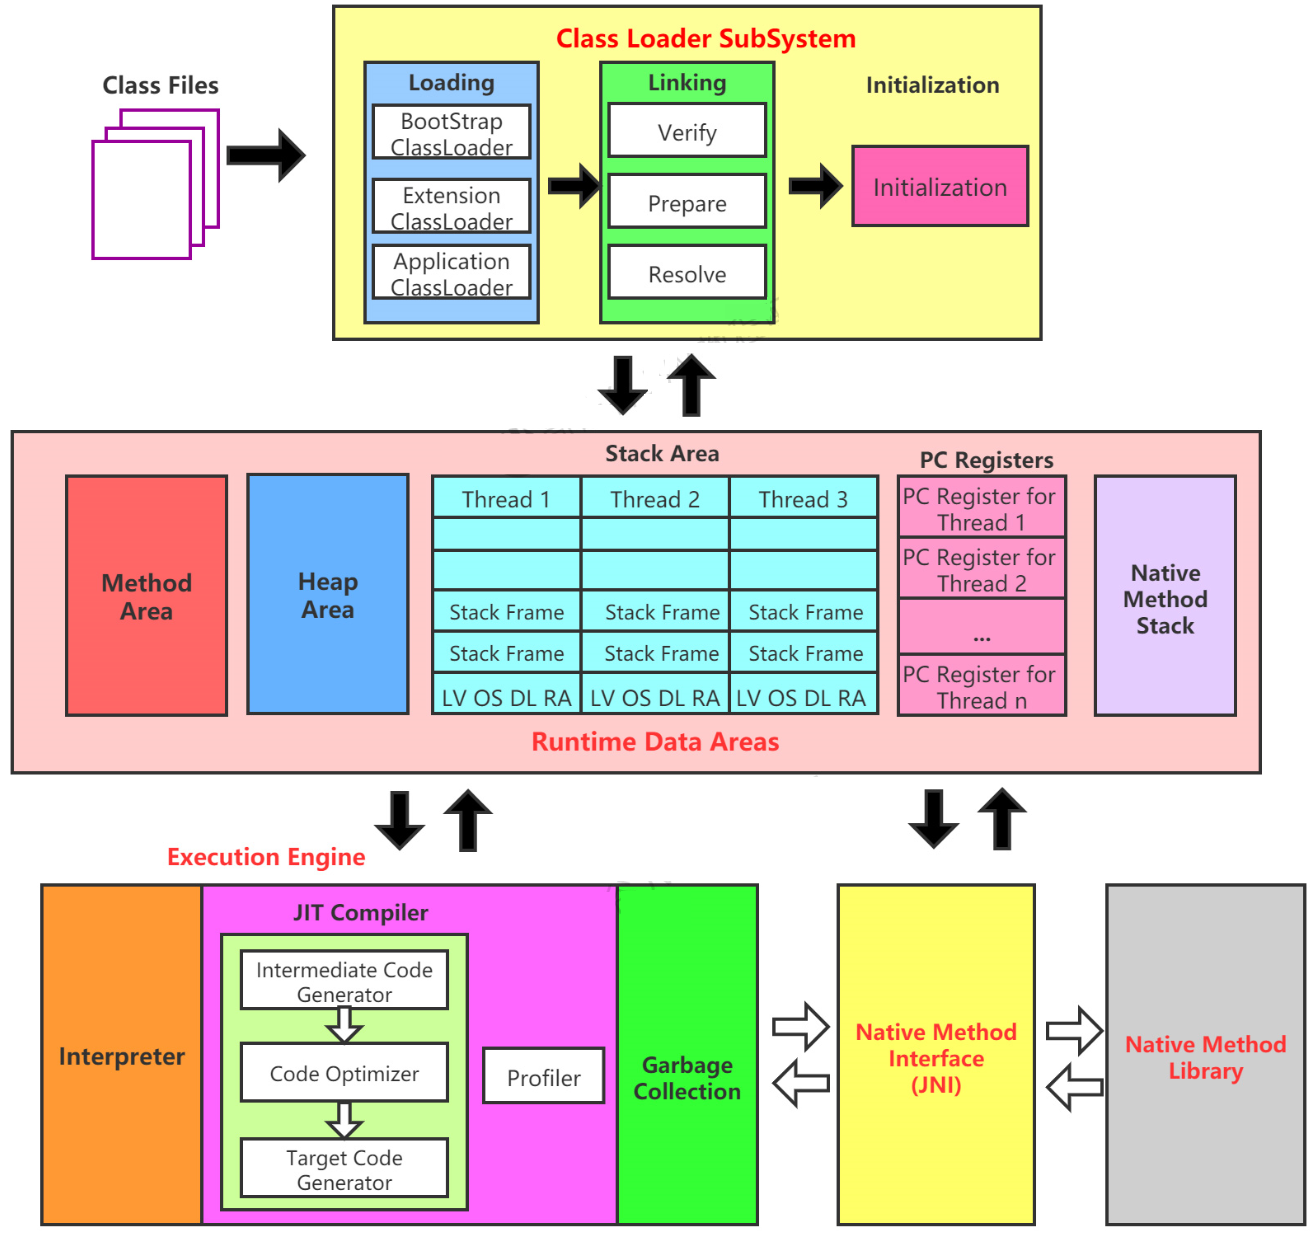 Class Loader SubSystem
Class Files
Loading
BootStrap
ClassLoader
Extension
ClassLoader
Application
ClassLoader
Linking
Verify
Prepare
Resolve
Initialization
Initialization
Stack Area
PC Registers
Method
Area
Heap
Area
Thread 1
Thread 2
Thread 3
Stack Frame
Stack Frame
Stack Frame
Stack Frame
Stack Frame
Stack Frame
LV OS DL RA
LV OS DL RA
LV OS DL RA
PC Register for
Thread 1
PC Register for
Thread 2
...
PC Register for
Thread n
Native
Method
Stack
Runtime Data Areas
Execution Engine
Interpreter
JIT Compiler
Intermediate Code
Generator
Code Optimizer
Target Code
Generator
Profiler
Garbage
Collection
Native Method
Interface
(JNI)
Native Method
Library